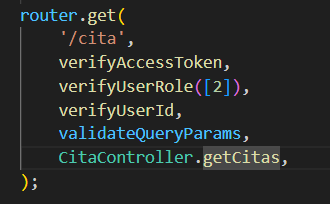 router.get(
    '/cita',
    verifyAccessToken,
    verifyUserRole([2]),
    verifyUserId,
    validateQueryParams,
    CitaController.getCitas,
);